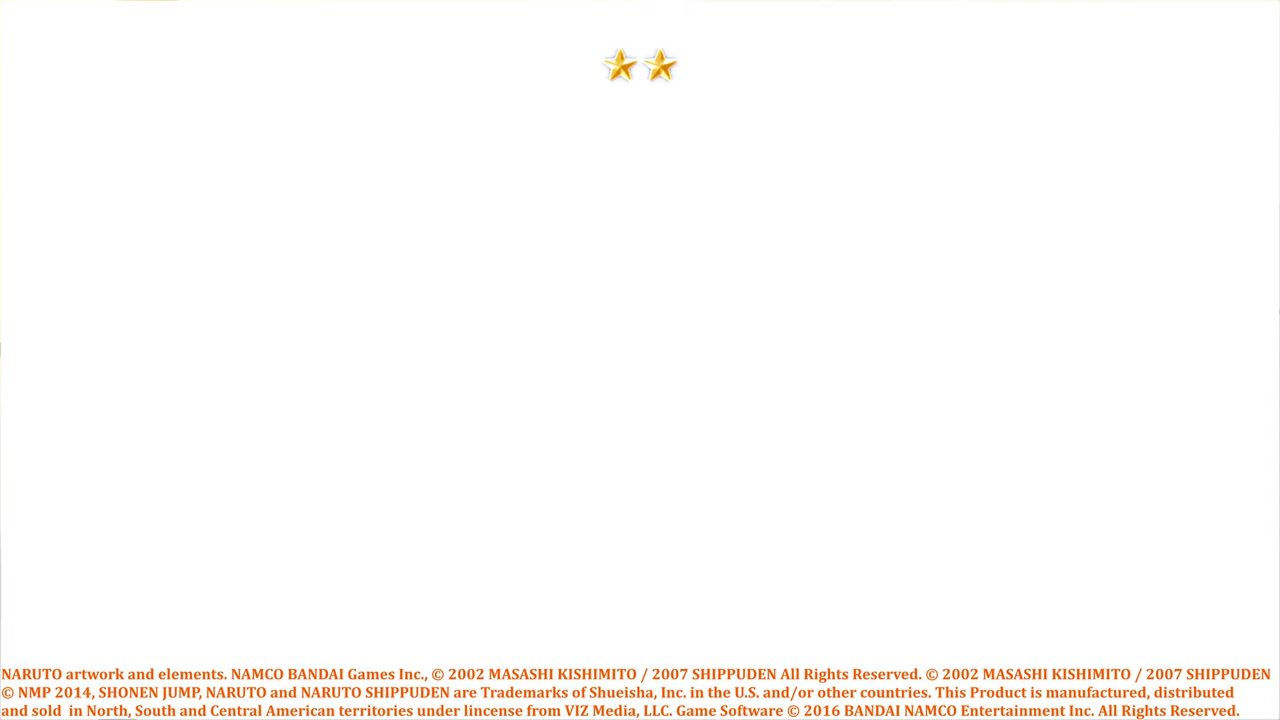 NARUTO artwork and elements. NAMCO BANDAI Games Inc., © 2002 MASASHI KISHIMITO / 2007 SHIPPUDEN All Rights Reserved. © 2002 MASASHI KISHIMITO / 2007 SHIPPUDEN
© NMP 2014, SHONEN JUMP, NARUTO and NARUTO SHIPPUDEN are Trademarks of Shueisha, Inc. in the U.S. and/or other countries. This Product is manufactured, distributed
and sold  in North, South and Central American territories under lincense from VIZ Media, LLC. Game Software © 2016 BANDAI NAMCO Entertainment Inc. All Rights Reserved.